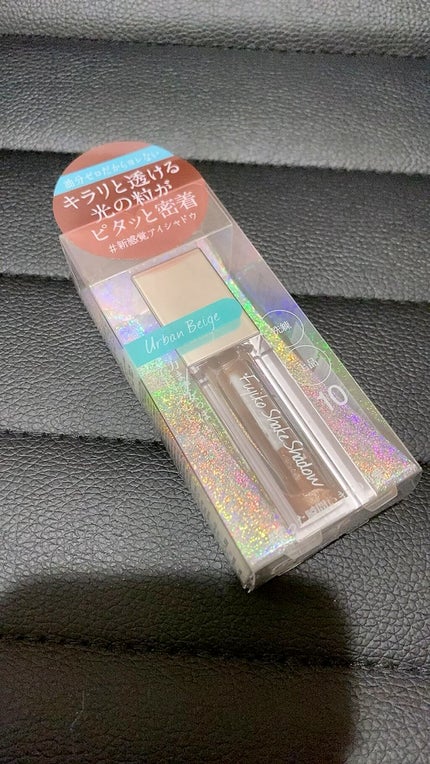 油分ゼロだからヨレない
キラリと透ける
光の粒が
ピタッと密着
#新感覚アイシャドウ
Urban Beige
Fujiko Shake Shadow